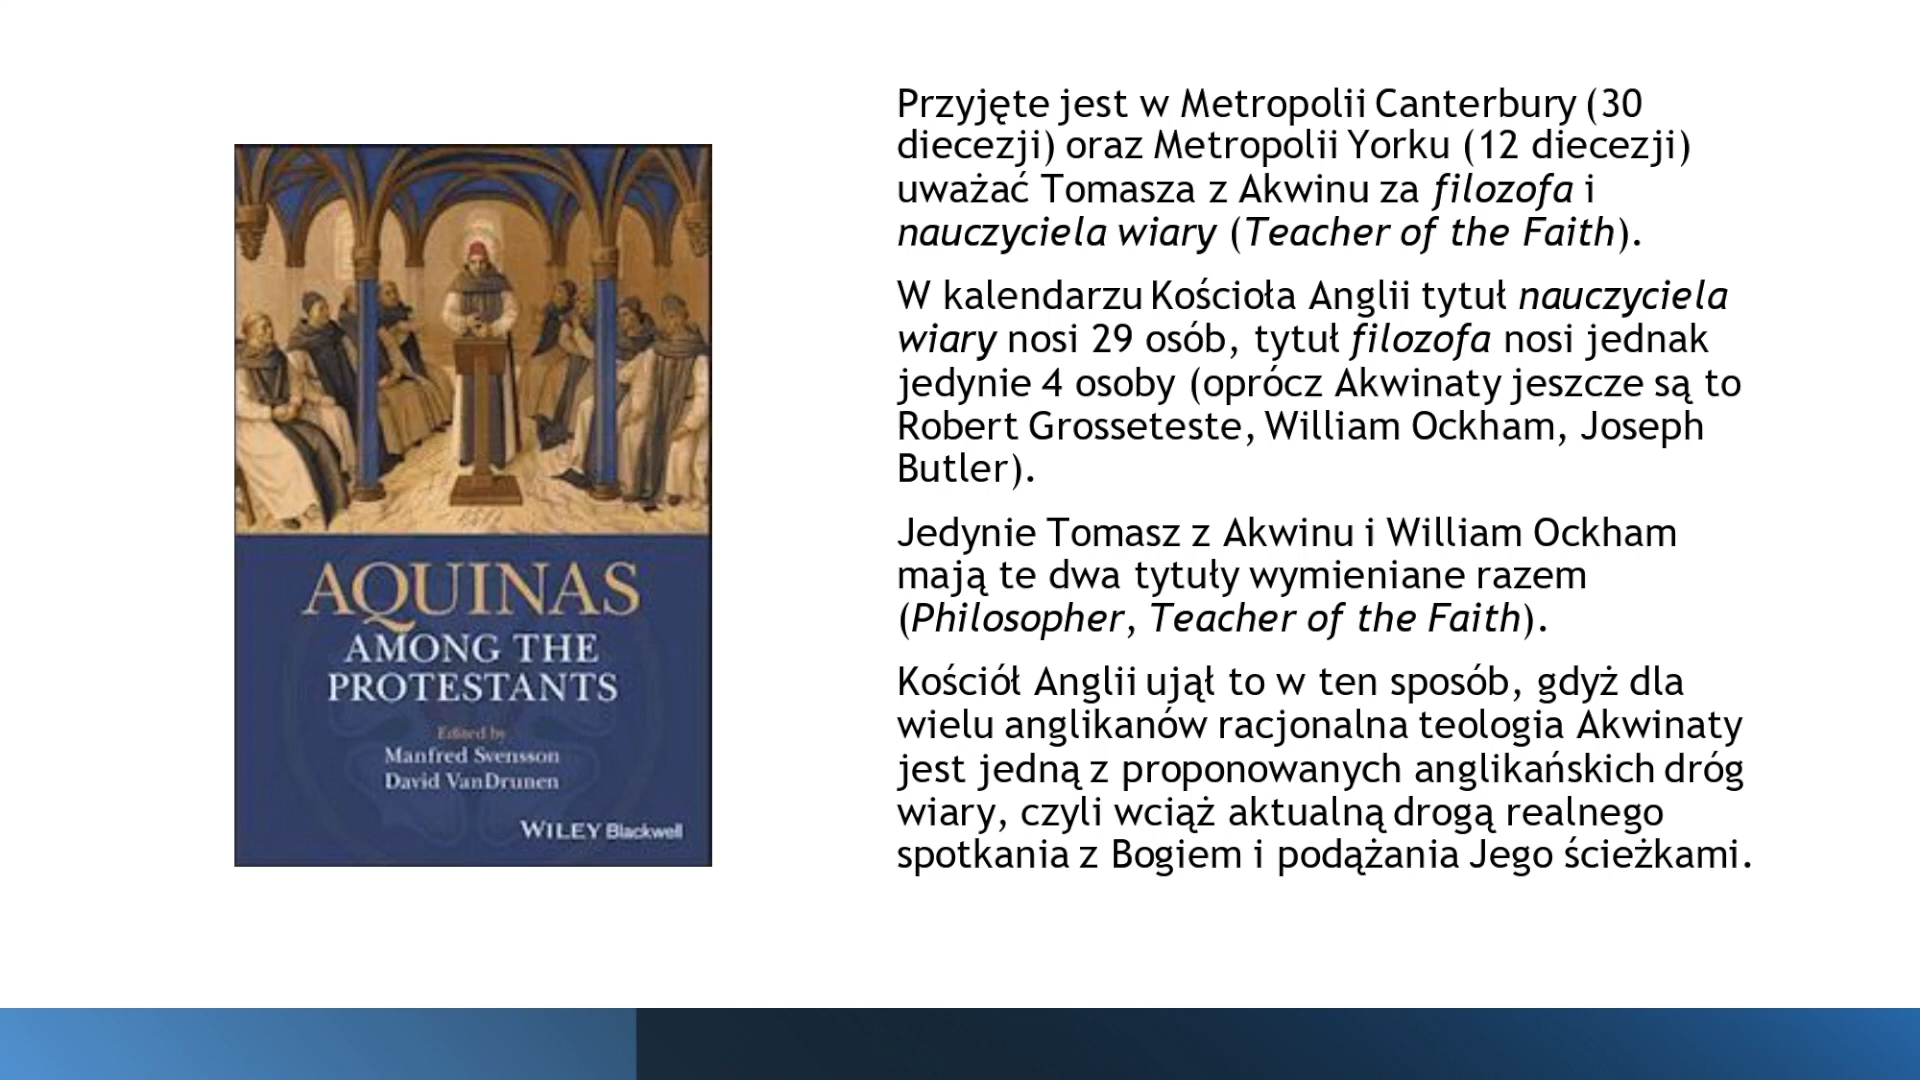 AQUINAS
AMONG THE
PROTESTANTS
Edited by
Manfred Svensson
David VanDrunen
WILEY Blackwell
Przyjęte jest w Metropolii Canterbury (30
diecezji) oraz Metropolii Yorku (12 diecezji)
uważać Tomasza z Akwinu za filozofa i
nauczyciela wiary (Teacher of the Faith).
W kalendarzu Kościoła Anglii tytuł nauczyciela
wiary nosi 29 osób, tytuł filozofa nosi jednak
jedynie 4 osoby (oprócz Akwinaty jeszcze są to
Robert Grosseteste, William Ockham, Joseph
Butler).
Jedynie Tomasz z Akwinu i William Ockham
mają te dwa tytuły wymieniane razem
(Philosopher, Teacher of the Faith).
Kościół Anglii ujął to w ten sposób, gdyż dla
wielu anglikanów racjonalna teologia Akwinaty
jest jedną z proponowanych anglikańskich dróg
wiary, czyli wciąż aktualną drogą realnego
spotkania z Bogiem i podążania Jego ścieżkami.